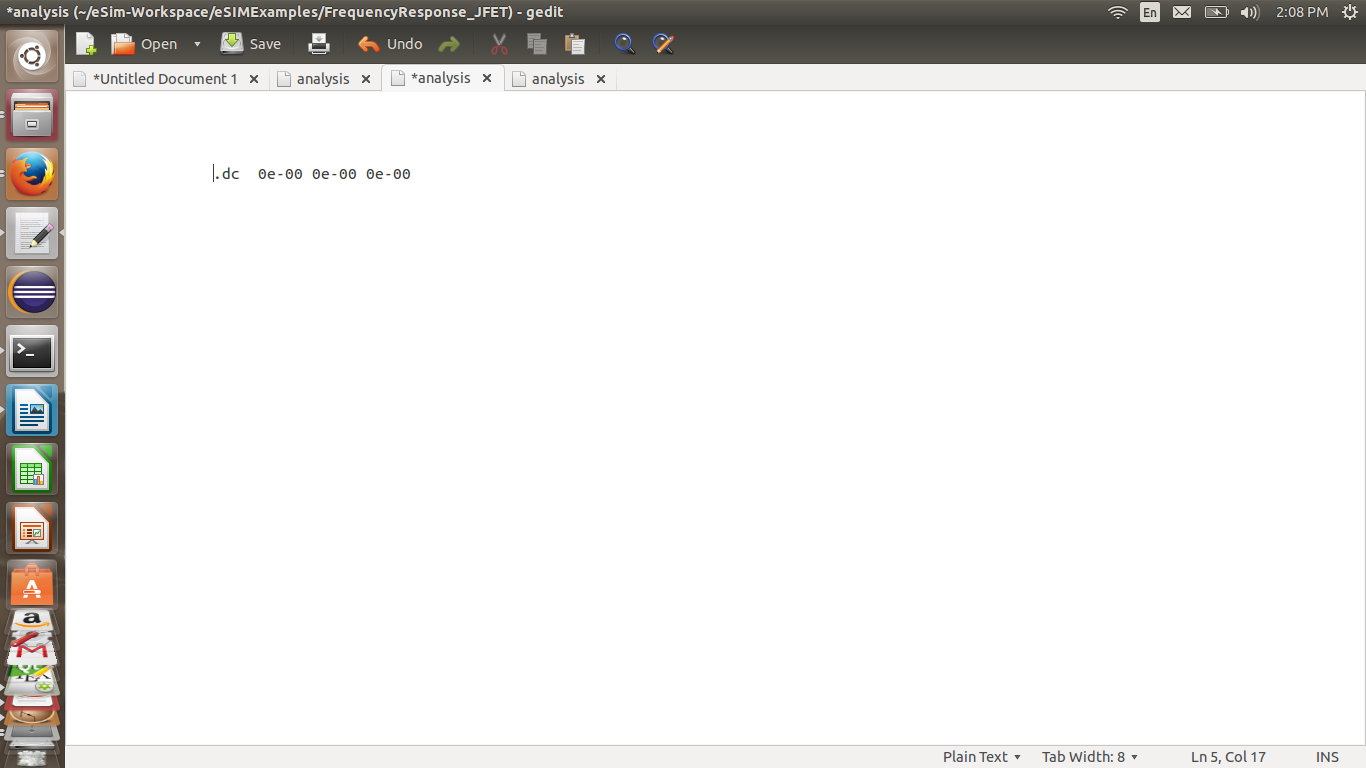 *analysis (~/eSim-Workspace/eSIMExamples/FrequencyResponse_JFET) - gedit
En
2:08 PM
Open
Save
Undo
*Untitled Document 1
analysis
*analysis
analysis
.dc  0e-00 0e-00 0e-00
Plain Text
Tab Width: 8
Ln 5, Col 17
INS